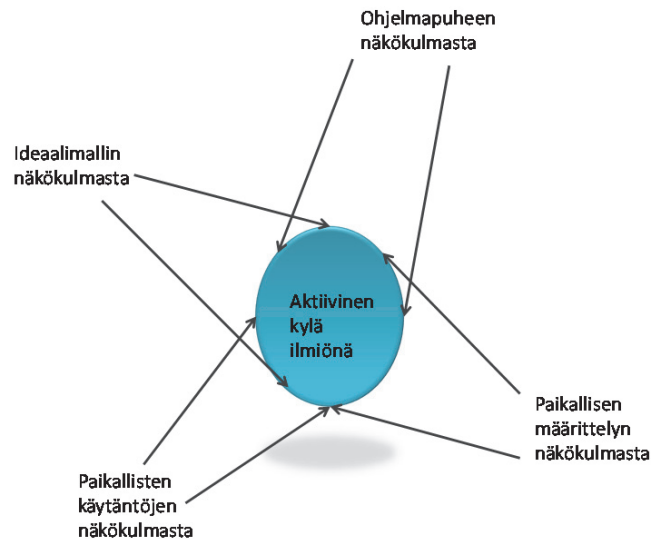 Ohjelmapuheen
näkökulmasta
Ideaalimallin
näkökulmasta
Aktiivinen
kylä
ilmiönä
Paikallisen
määrittelyn
näkökulmasta
Paikallisten
käytäntöjen
näkökulmasta